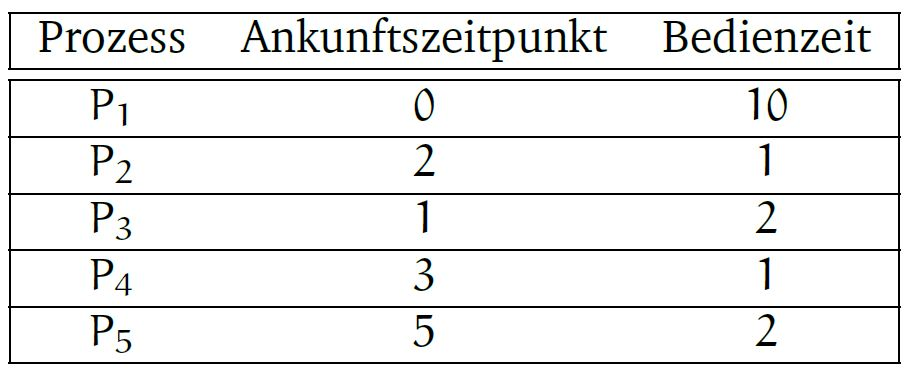 Prozess Ankunftszeitpunkt Bedienzeit
P₁ 0 10
P₂ 2 1
P₃ 1 2
P₄ 3 1
P₅ 5 2